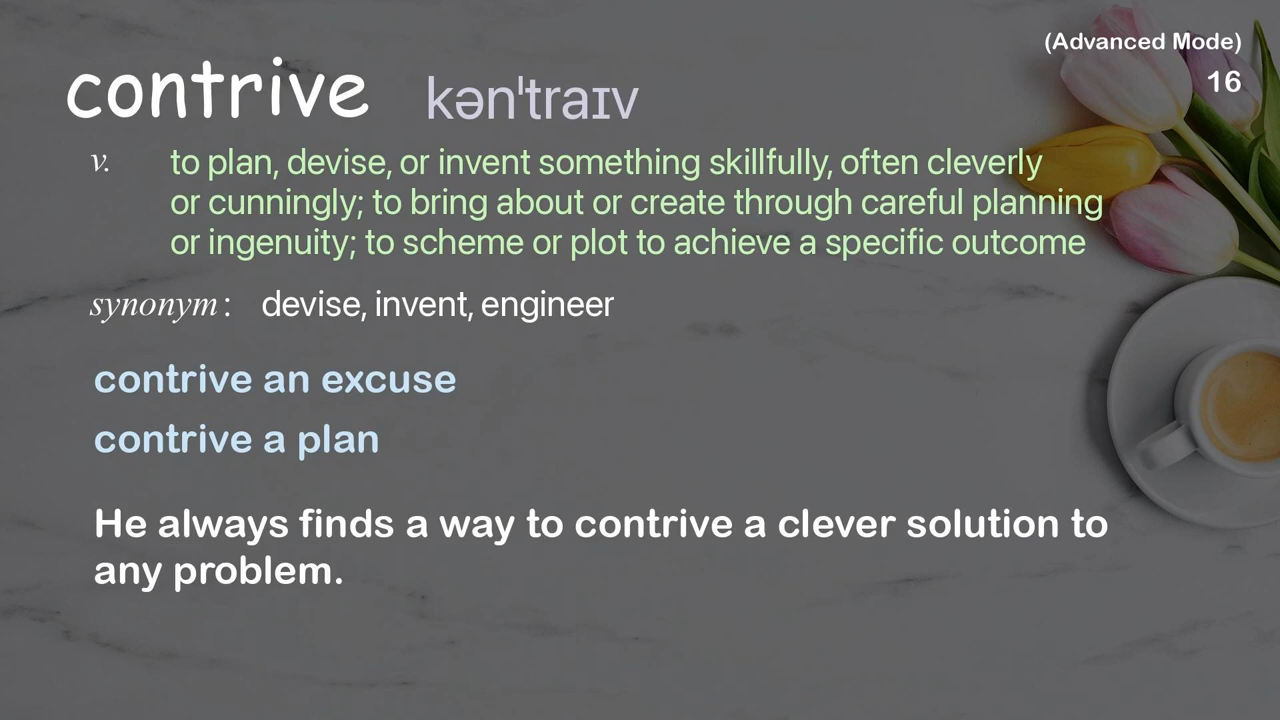 (Advanced Mode)
16
contrive kən'traɪv
v. to plan, devise, or invent something skillfully, often cleverly
or cunningly; to bring about or create through careful planning
or ingenuity; to scheme or plot to achieve a specific outcome
synonym: devise, invent, engineer
contrive an excuse
contrive a plan
He always finds a way to contrive a clever solution to
any problem.